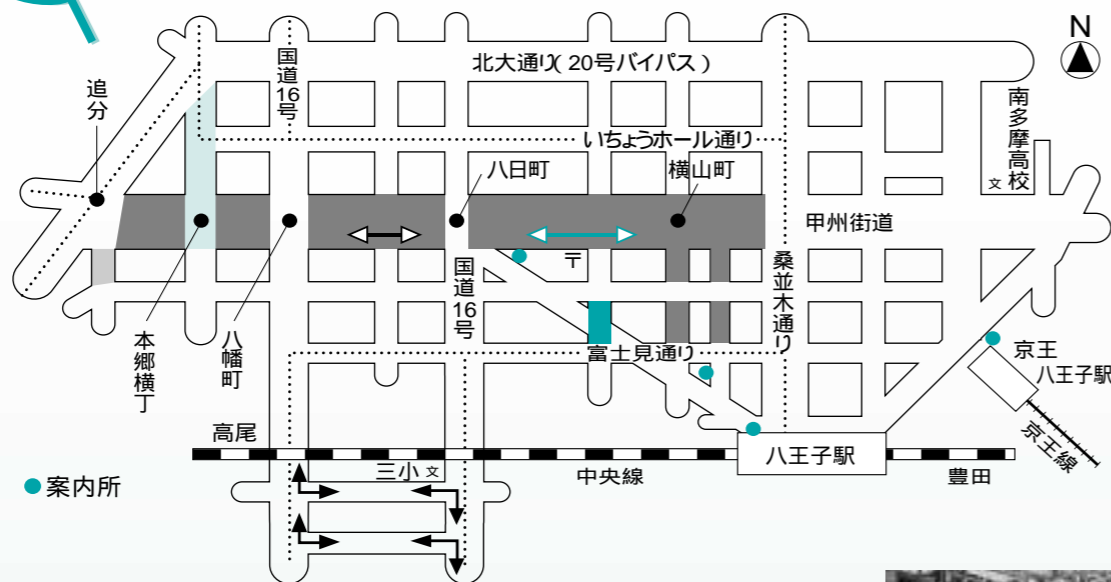 N
北大通り(20号バイパス)
国道16号
追分
南多摩高校
文
いちょうホール通り
八日町
横山町
甲州街道
〒
国道16号
桑並木通り
本郷横丁
八幡町
富士見通り
京王
八王子駅
京王線
高尾
八王子駅
三小 文
中央線
豊田
案内所